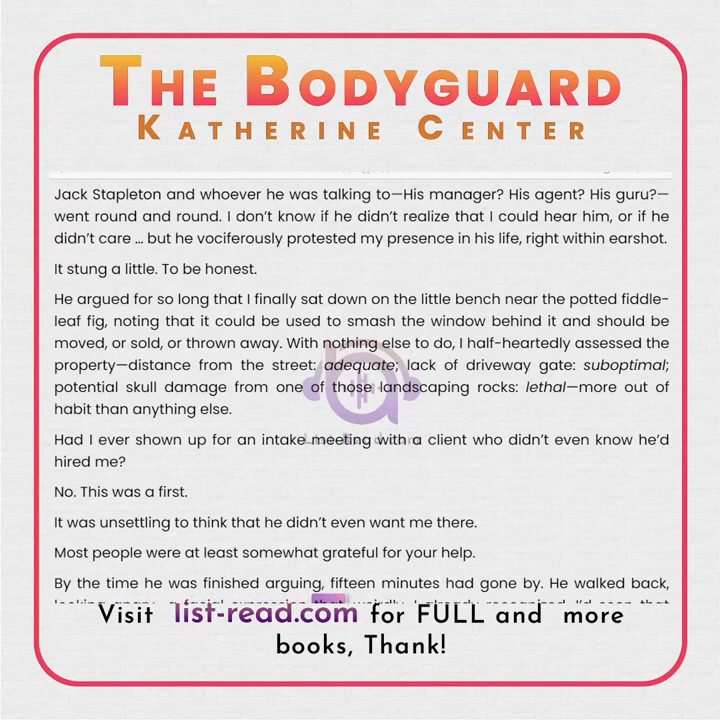 THE BODYGUARD
KATHERINE CENTER
Jack Stapleton and whoever he was talking to—His manager? His agent? His guru?—
went round and round. I don’t know if he didn’t realize that I could hear him, or if he
didn’t care … but he vociferously protested my presence in his life, right within earshot.
It stung a little. To be honest.
He argued for so long that I finally sat down on the little bench near the potted fiddle-
leaf fig, noting that it could be used to smash the window behind it and should be
moved, or sold, or thrown away. With nothing else to do, I half-heartedly assessed the
property—distance from the street: adequate; lack of driveway gate: suboptimal;
potential skull damage from one of those landscaping rocks: lethal—more out of
habit than anything else.
Had I ever shown up for an intake meeting with a client who didn’t even know he’d
hired me?
No. This was a first.
It was unsettling to think that he didn’t even want me there.
Most people were at least somewhat grateful for your help.
By the time he was finished arguing, fifteen minutes had gone by. He walked back,
looking angry—a facial expression that, weirdly, I already recognized. I’d seen that
Visit list-read.com for FULL and more
books, Thank!